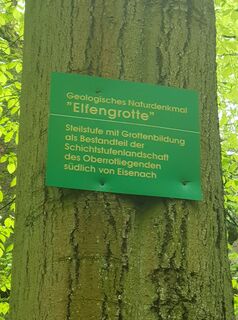 Geologisches Naturdenkmal
"Elfengrotte"
Steilstufe mit Grottenbildung
als Bestandteil der
Schichtstufenlandschaft
des Oberrotliegenden
südlich von Eisenach